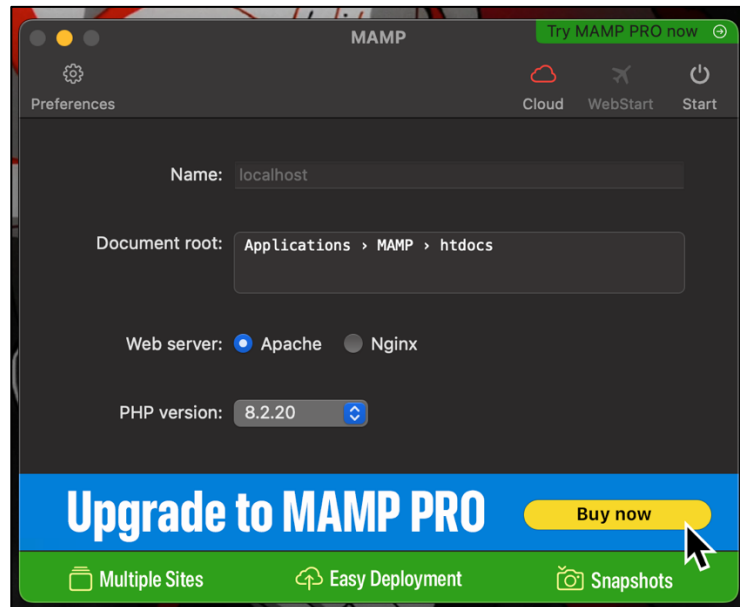 MAMP
Try MAMP PRO now
Preferences
Cloud
WebStart
Start
Name: localhost
Document root: Applications › MAMP › htdocs
Web server: Apache Nginx
PHP version: 8.2.20
Upgrade to MAMP PRO
Buy now
Multiple Sites
Easy Deployment
Snapshots